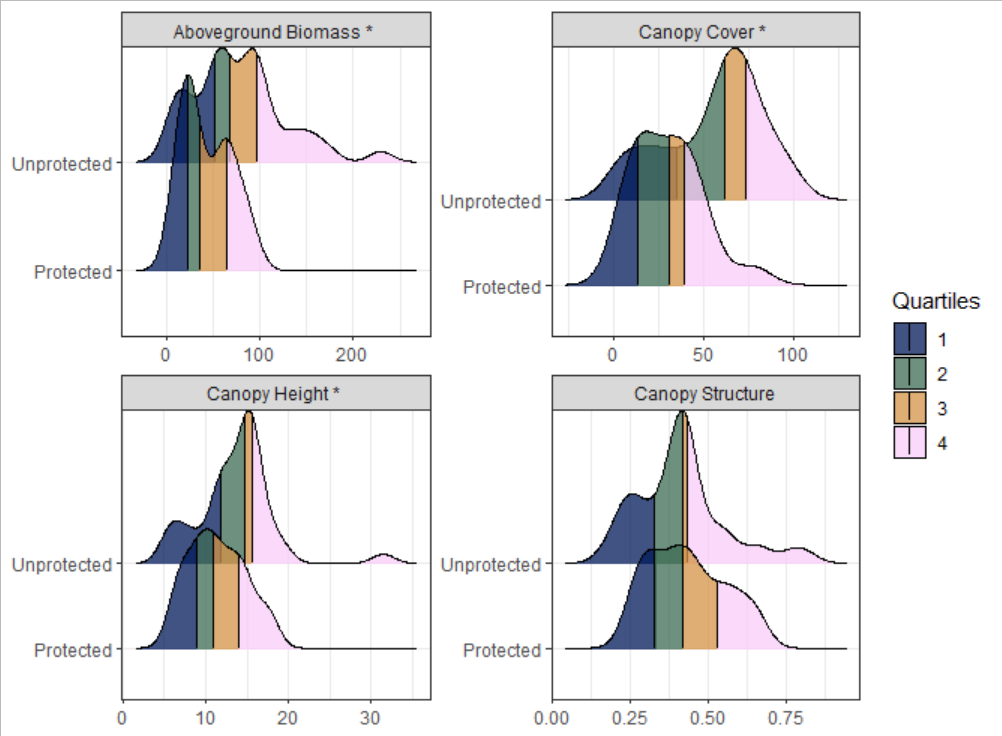 Aboveground Biomass *
Unprotected
Protected
0 100 200
Canopy Cover *
Unprotected
Protected
0 50 100
Canopy Height *
Unprotected
Protected
0 10 20 30
Canopy Structure
Unprotected
Protected
0.00 0.25 0.50 0.75
Quartiles
1
2
3
4